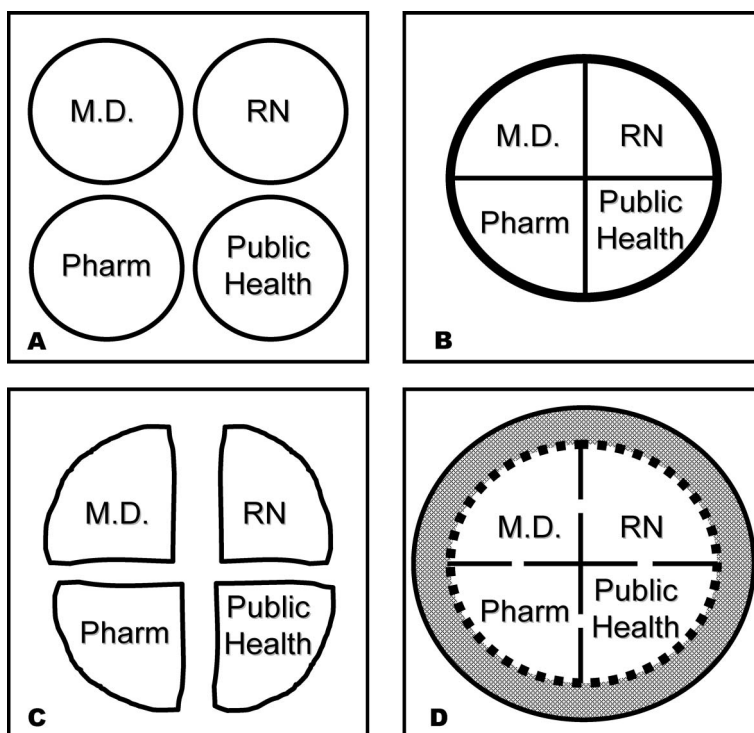 M.D.
RN
Pharm
Public
Health
A
M.D.
RN
Pharm
Public
Health
B
M.D.
RN
Pharm
Public
Health
C
M.D.
RN
Pharm
Public
Health
D